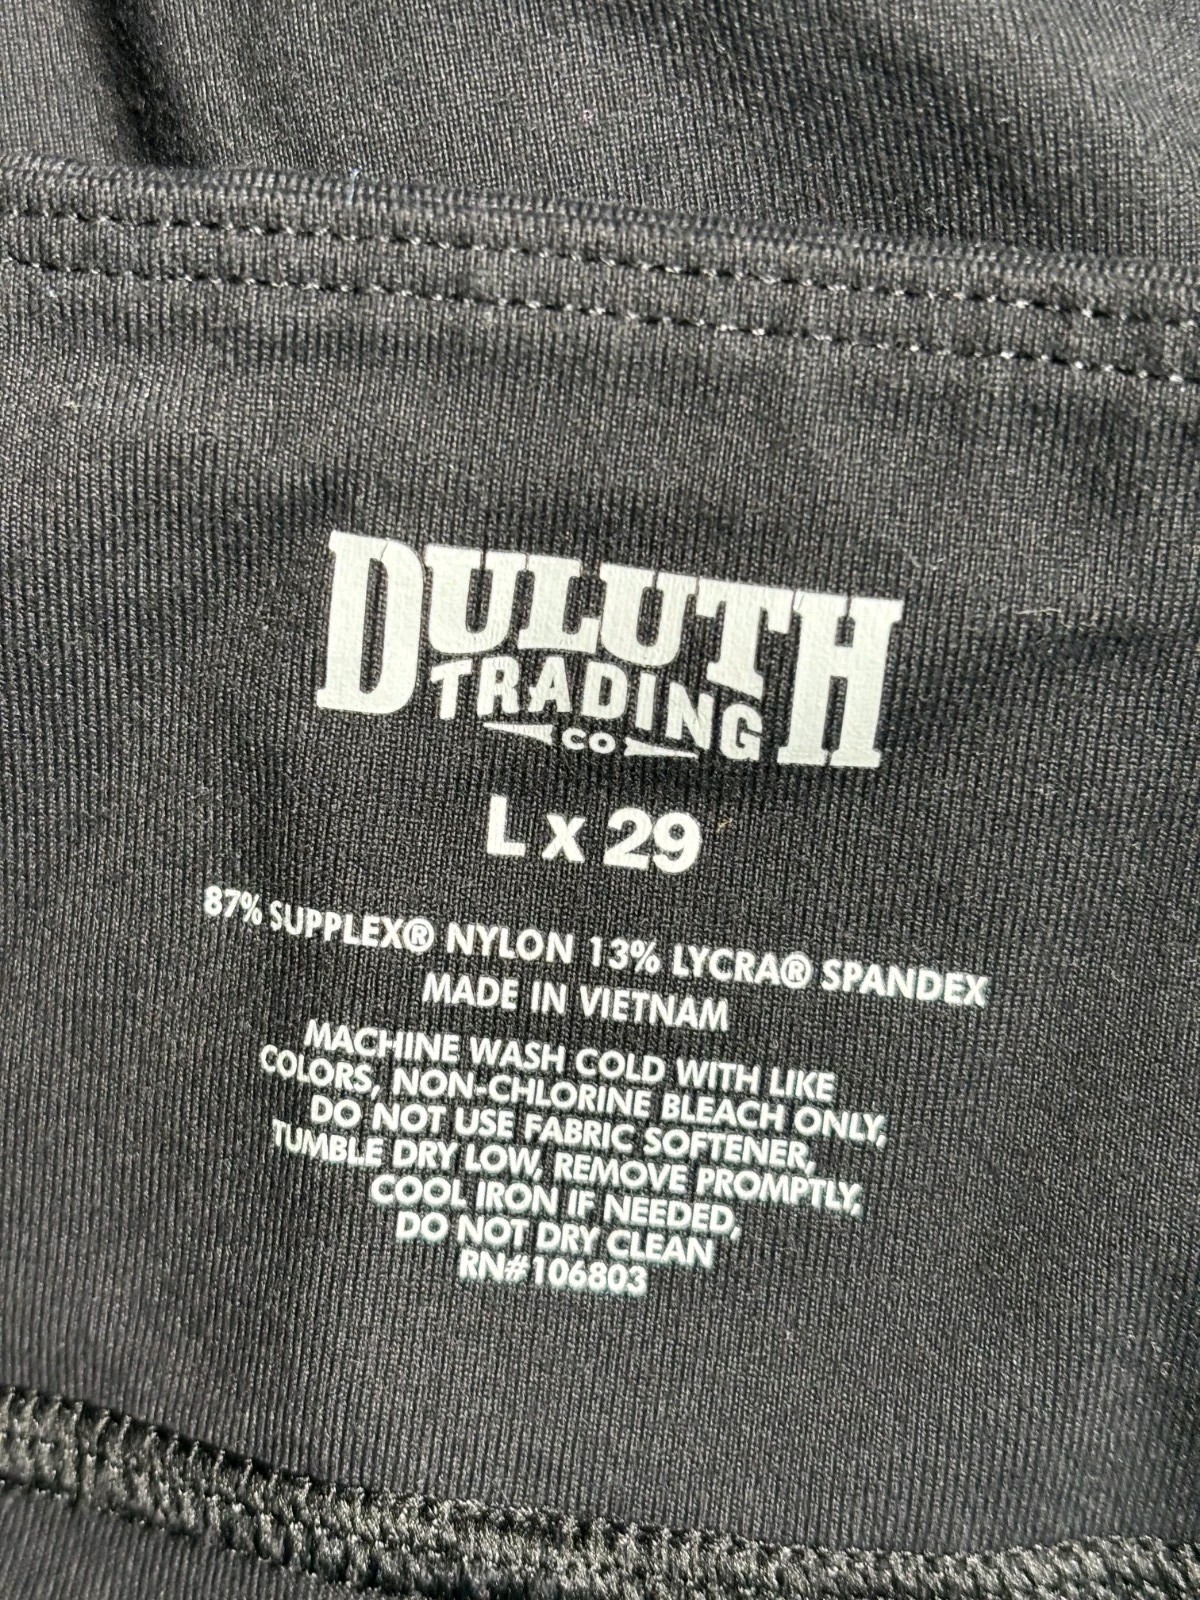 DULUTH
TRADING
CO
L x 29
87% SUPPLEX® NYLON 13% LYCRA® SPANDEX
MADE IN VIETNAM
MACHINE WASH COLD WITH LIKE
COLORS, NON-CHLORINE BLEACH ONLY,
DO NOT USE FABRIC SOFTENER,
TUMBLE DRY LOW, REMOVE PROMPTLY,
COOL IRON IF NEEDED,
DO NOT DRY CLEAN
RN#106803